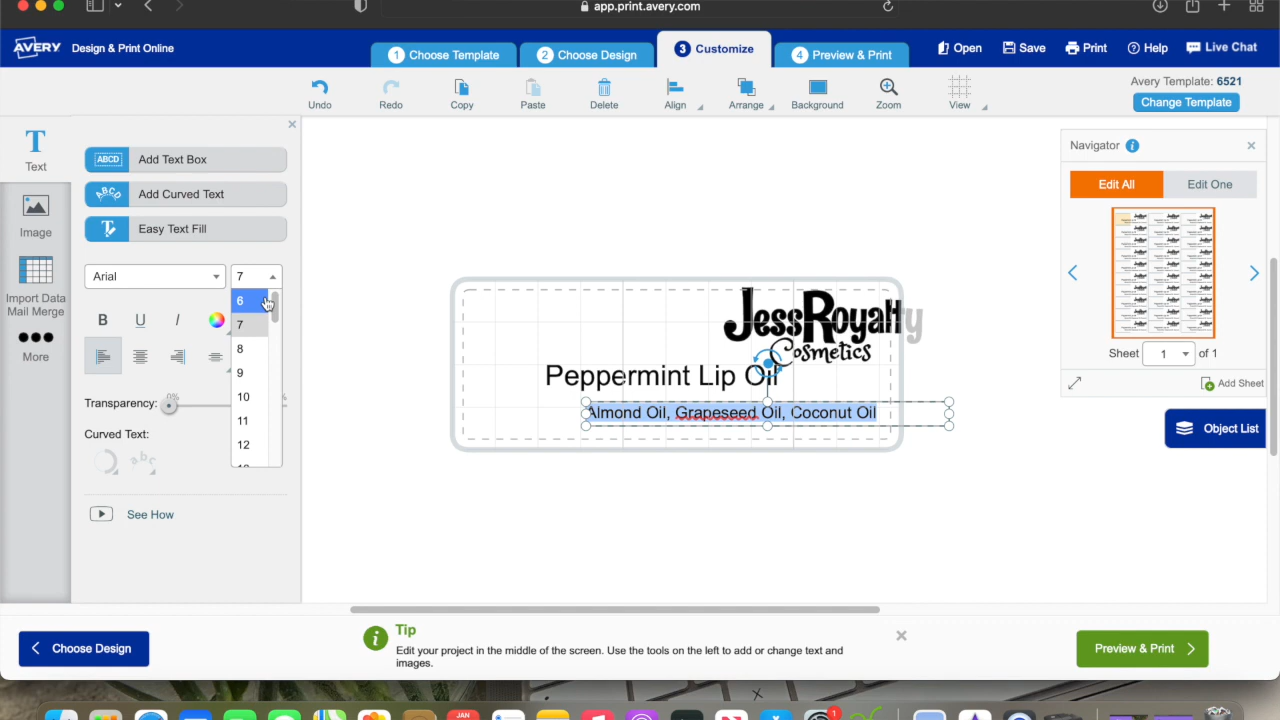 app.print.avery.com
AVERY Design & Print Online
1 Choose Template
2 Choose Design
3 Customize
4 Preview & Print
Open
Save
Print
Help
Live Chat
Undo
Redo
Copy
Paste
Delete
Align
Arrange
Background
Zoom
View
Avery Template: 6521
Change Template
Text
Image
Import Data
Mail Merge
More
ABCD Add Text Box
ABCD Add Curved Text
Easy Text Fill
Arial
7
6
7
8
9
10
11
12
B U I
Transparency:
0%
Curved Text:
abc
See How
JessRoyalty
Cosmetics
Peppermint Lip Oil
Almond Oil, Grapeseed Oil, Coconut Oil
Navigator
Edit All
Edit One
Sheet 1 of 1
Add Sheet
Object List
Choose Design
Tip
Edit your project in the middle of the screen. Use the tools on the left to add or change text and
images.
Preview & Print
JAN
1